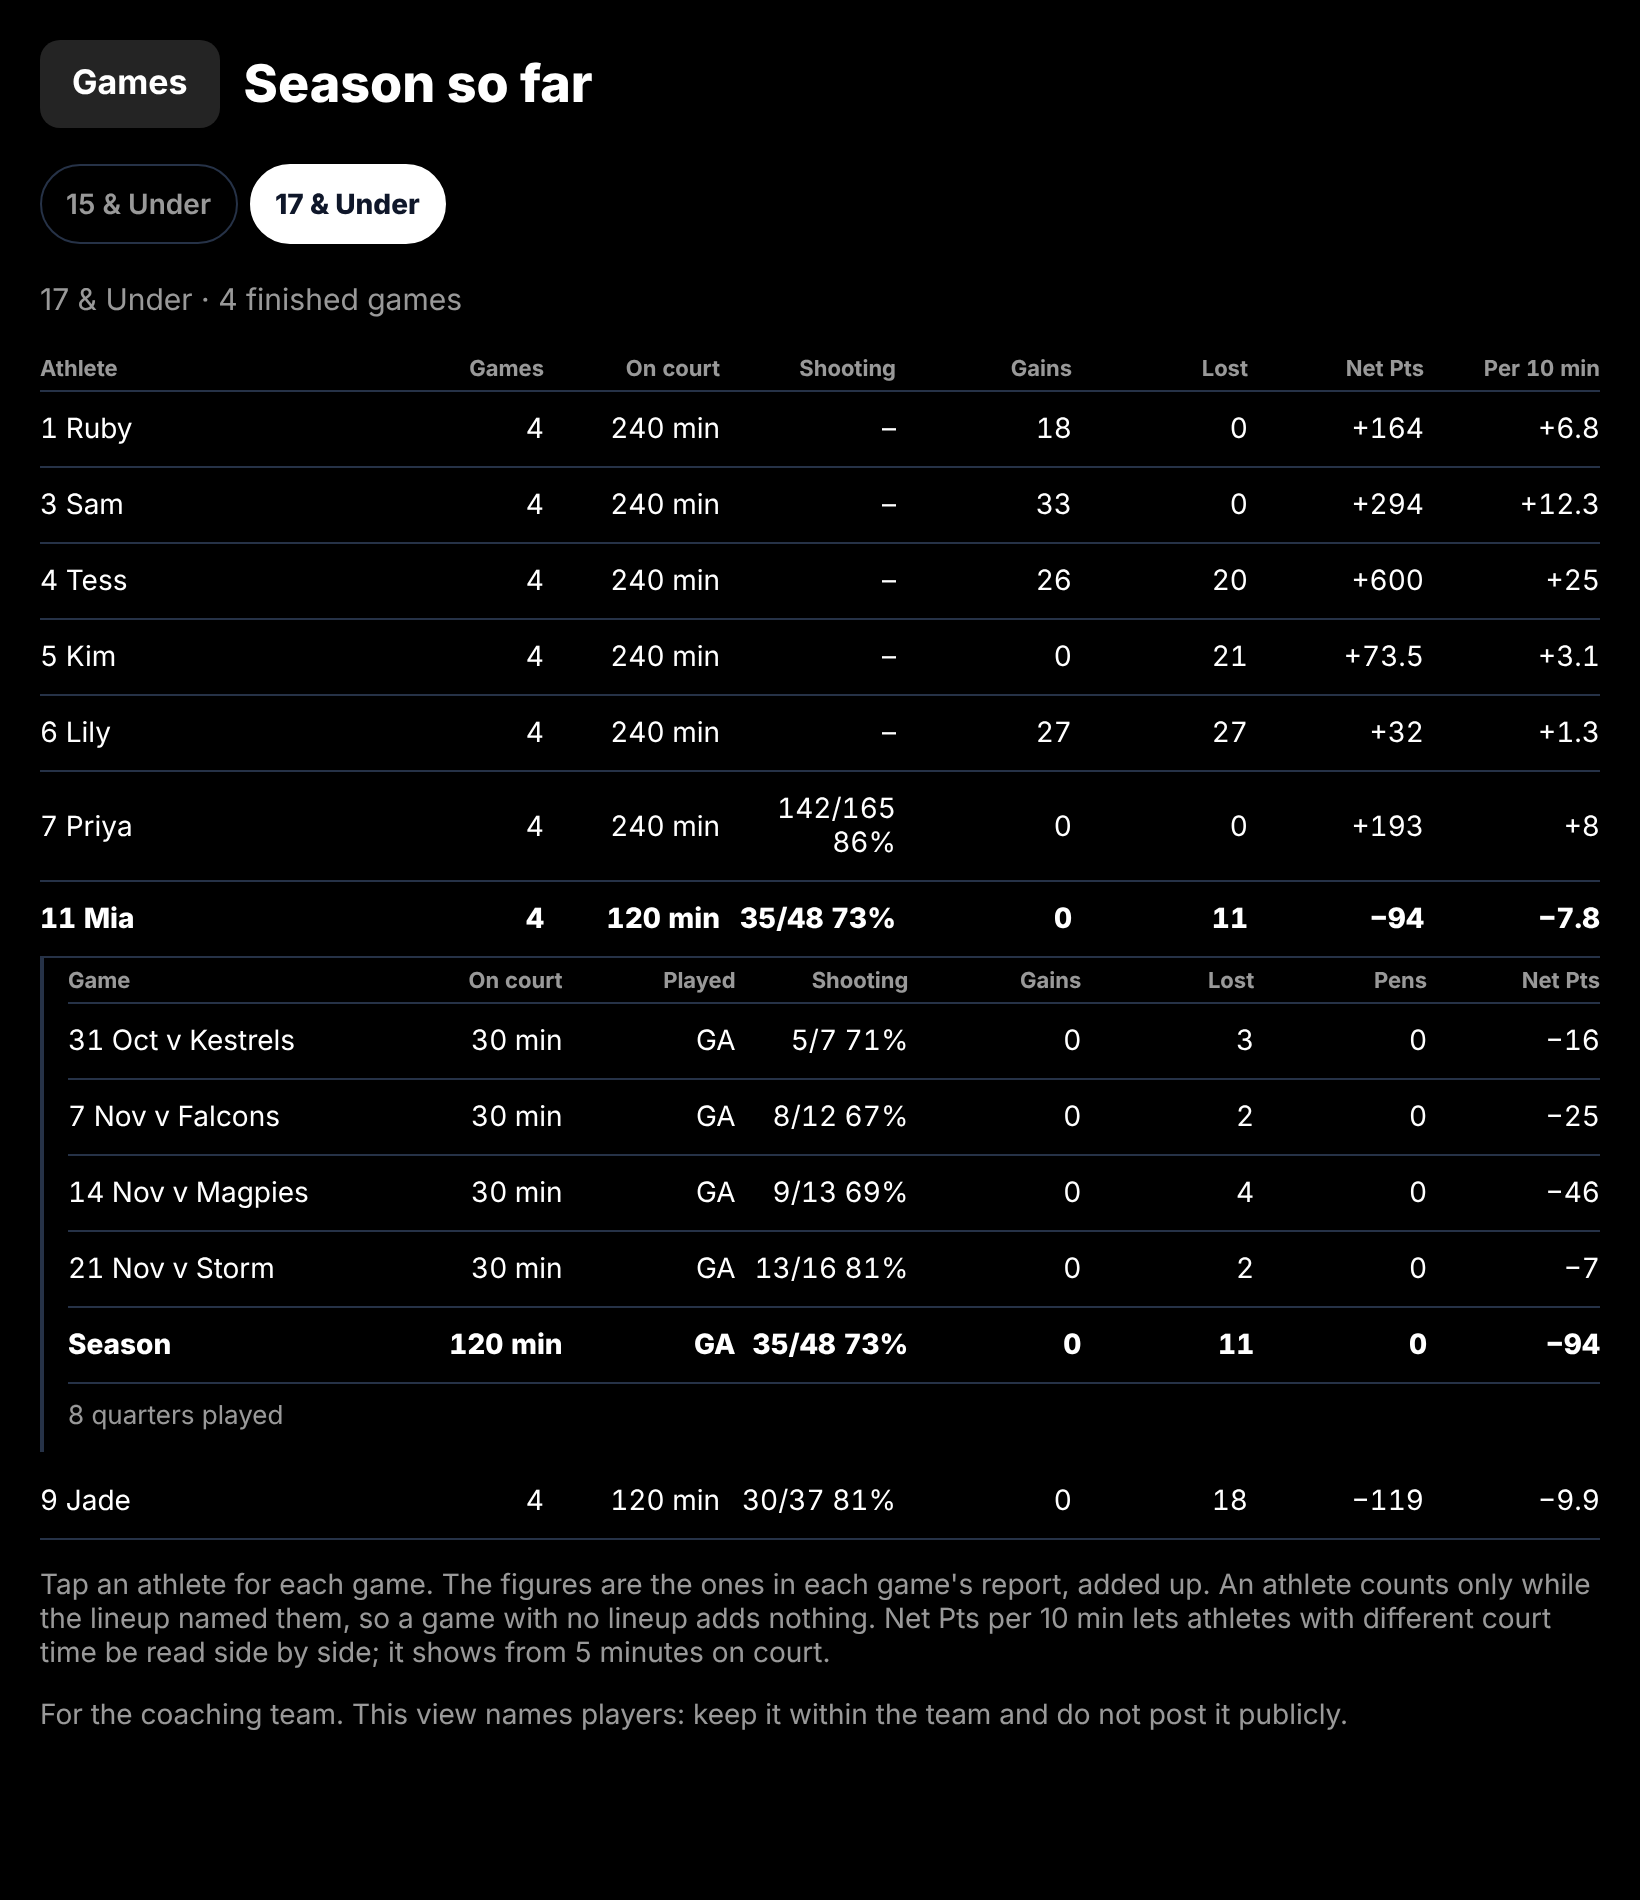 Games Season so far
15 & Under 17 & Under
17 & Under · 4 finished games
Athlete Games On court Shooting Gains Lost Net Pts Per 10 min
1 Ruby 4 240 min – 18 0 +164 +6.8
3 Sam 4 240 min – 33 0 +294 +12.3
4 Tess 4 240 min – 26 20 +600 +25
5 Kim 4 240 min – 0 21 +73.5 +3.1
6 Lily 4 240 min – 27 27 +32 +1.3
7 Priya 4 240 min 142/165 86% 0 0 +193 +8
11 Mia 4 120 min 35/48 73% 0 11 −94 −7.8
Game On court Played Shooting Gains Lost Pens Net Pts
31 Oct v Kestrels 30 min GA 5/7 71% 0 3 0 −16
7 Nov v Falcons 30 min GA 8/12 67% 0 2 0 −25
14 Nov v Magpies 30 min GA 9/13 69% 0 4 0 −46
21 Nov v Storm 30 min GA 13/16 81% 0 2 0 −7
Season 120 min GA 35/48 73% 0 11 0 −94
8 quarters played
9 Jade 4 120 min 30/37 81% 0 18 −119 −9.9
Tap an athlete for each game. The figures are the ones in each game's report, added up. An athlete counts only while
the lineup named them, so a game with no lineup adds nothing. Net Pts per 10 min lets athletes with different court
time be read side by side; it shows from 5 minutes on court.
For the coaching team. This view names players: keep it within the team and do not post it publicly.